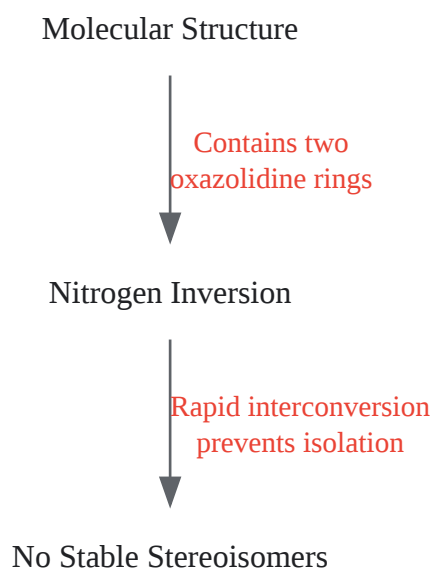 Molecular Structure
Contains two
oxazolidine rings
Nitrogen Inversion
Rapid interconversion
prevents isolation
No Stable Stereoisomers